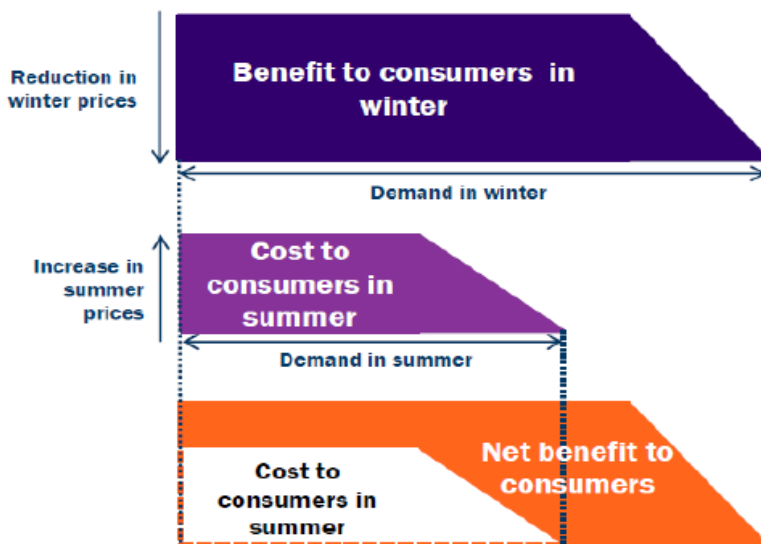 Reduction in
winter prices
Benefit to consumers in
winter
Demand in winter
Increase in
summer
prices
Cost to
consumers in
summer
Demand in summer
Net benefit to
consumers
Cost to
consumers in
summer